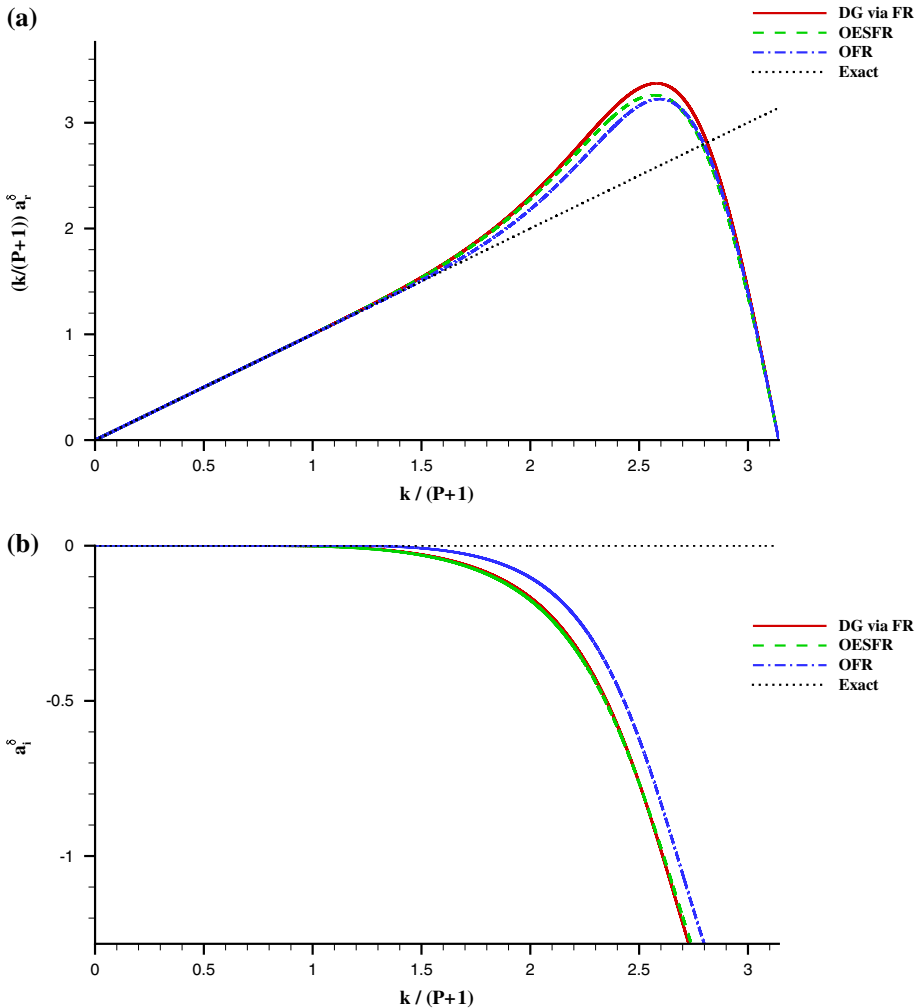 (a)
DG via FR
OESFR
OFR
Exact
(k/(P+1)) a_r^δ
3
2
1
0
0 0.5 1 1.5 2 2.5 3
k / (P+1)
(b)
DG via FR
OESFR
OFR
Exact
a_i^δ
0
-0.5
-1
0 0.5 1 1.5 2 2.5 3
k / (P+1)